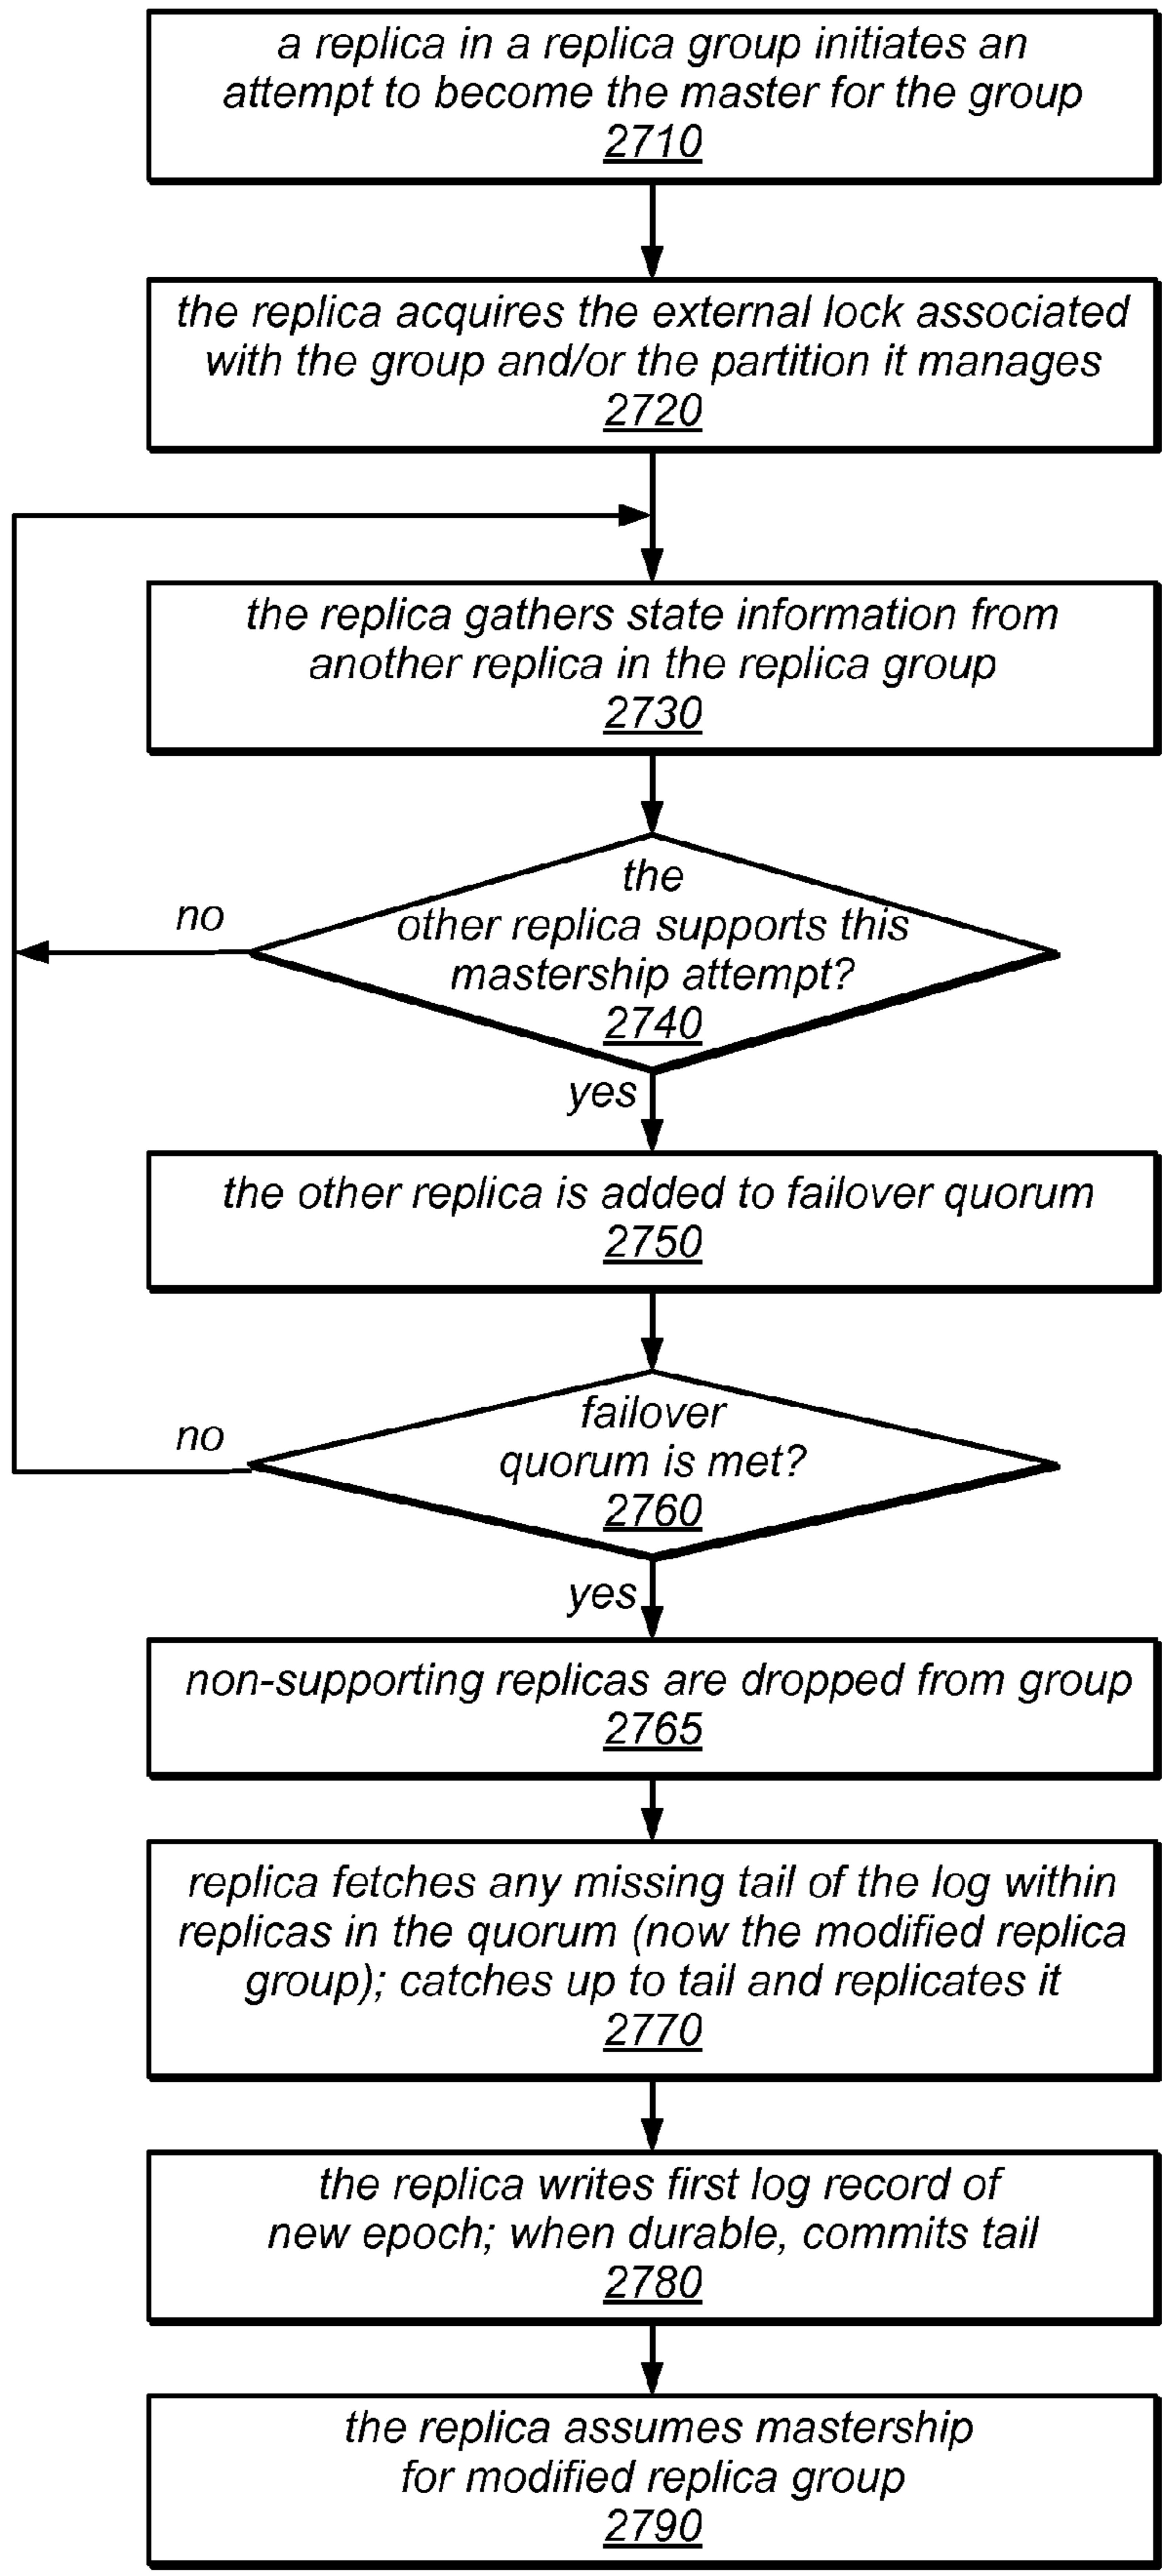 a replica in a replica group initiates an
attempt to become the master for the group
2710
the replica acquires the external lock associated
with the group and/or the partition it manages
2720
the replica gathers state information from
another replica in the replica group
2730
the
other replica supports this
mastership attempt?
2740
no
yes
the other replica is added to failover quorum
2750
failover
quorum is met?
2760
no
yes
non-supporting replicas are dropped from group
2765
replica fetches any missing tail of the log within
replicas in the quorum (now the modified replica
group); catches up to tail and replicates it
2770
the replica writes first log record of
new epoch; when durable, commits tail
2780
the replica assumes mastership
for modified replica group
2790